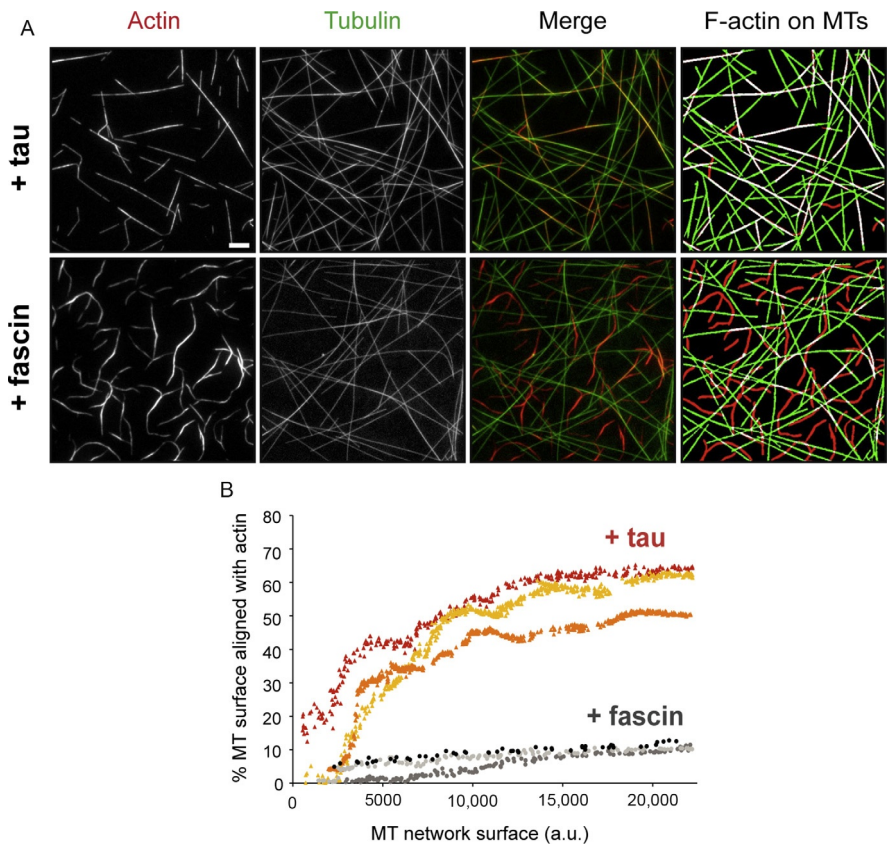 A
Actin
Tubulin
Merge
F-actin on MTs
+ tau
+ fascin
B
% MT surface aligned with actin
80
70
60
50
40
30
20
10
0
+ tau
+ fascin
0
5000
10,000
15,000
20,000
MT network surface (a.u.)